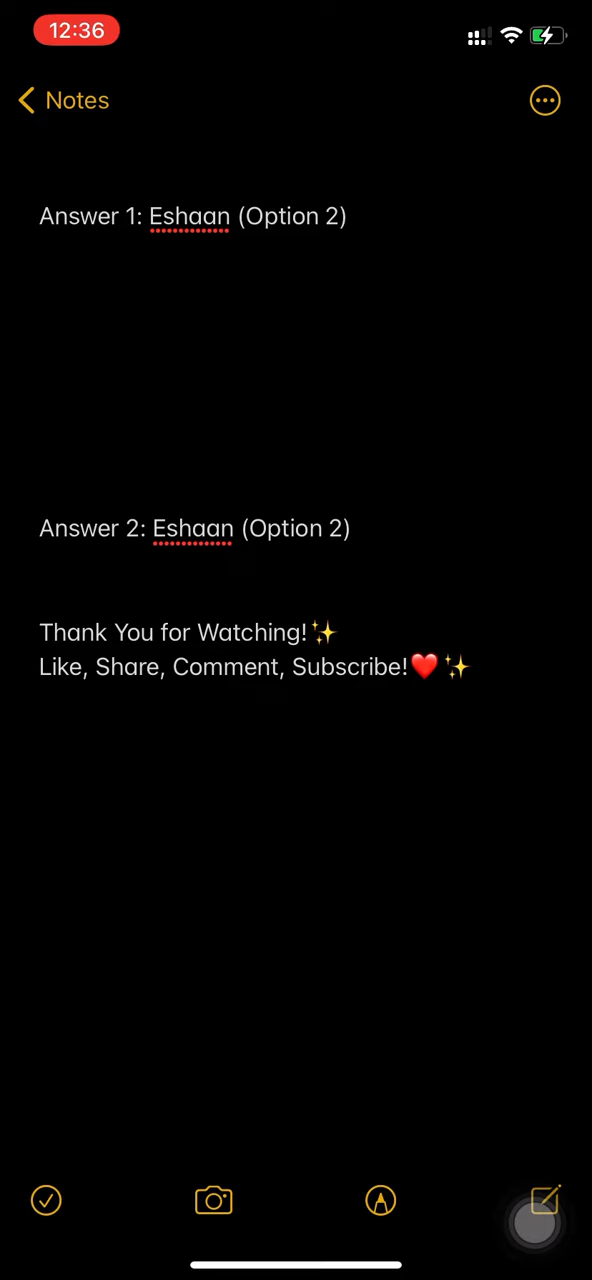 12:36
Notes
Answer 1: Eshaan (Option 2)
Answer 2: Eshaan (Option 2)
Thank You for Watching!✨
Like, Share, Comment, Subscribe!❤️✨